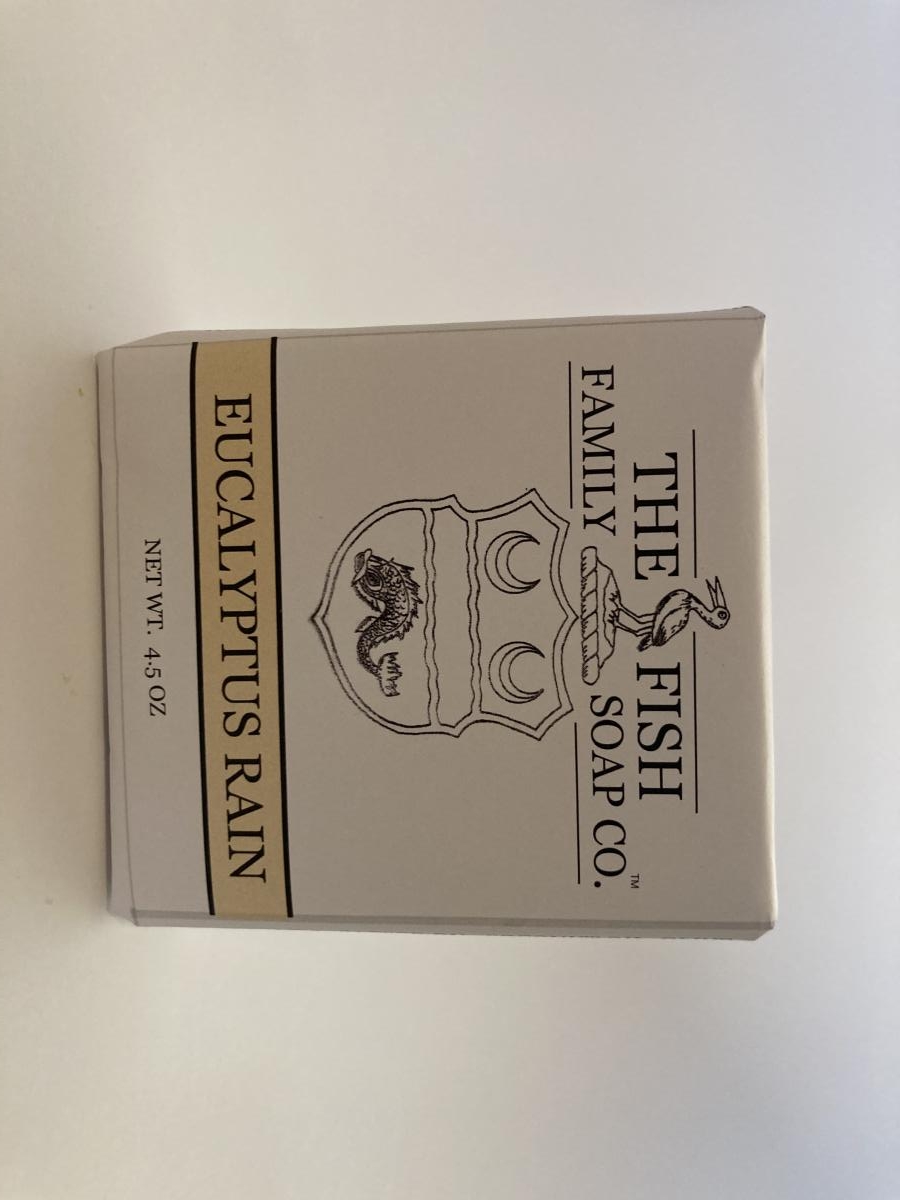 THE FISH
FAMILY SOAP CO.™
EUCALYPTUS RAIN
NET WT. 4.5 OZ